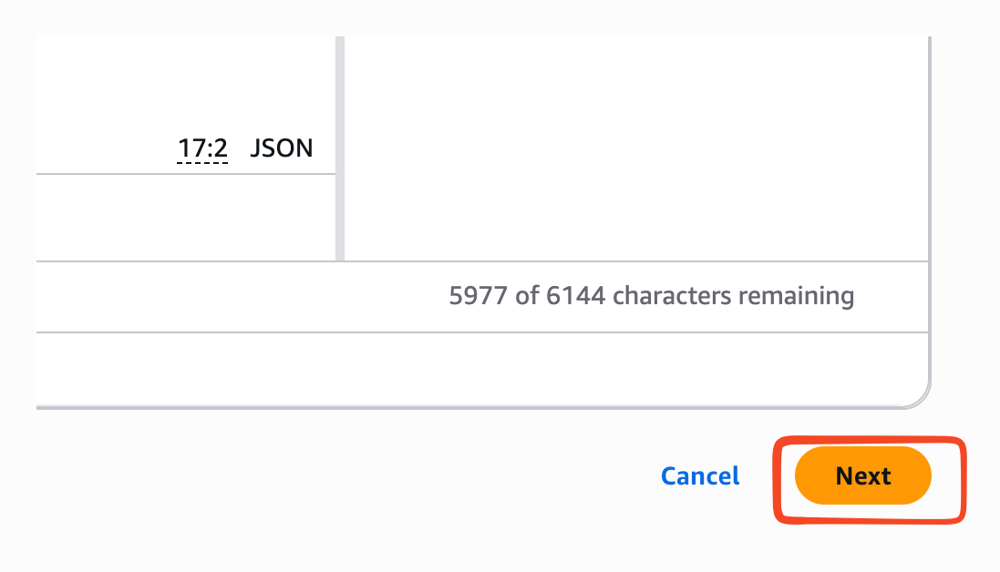 17:2 JSON
5977 of 6144 characters remaining
Cancel Next